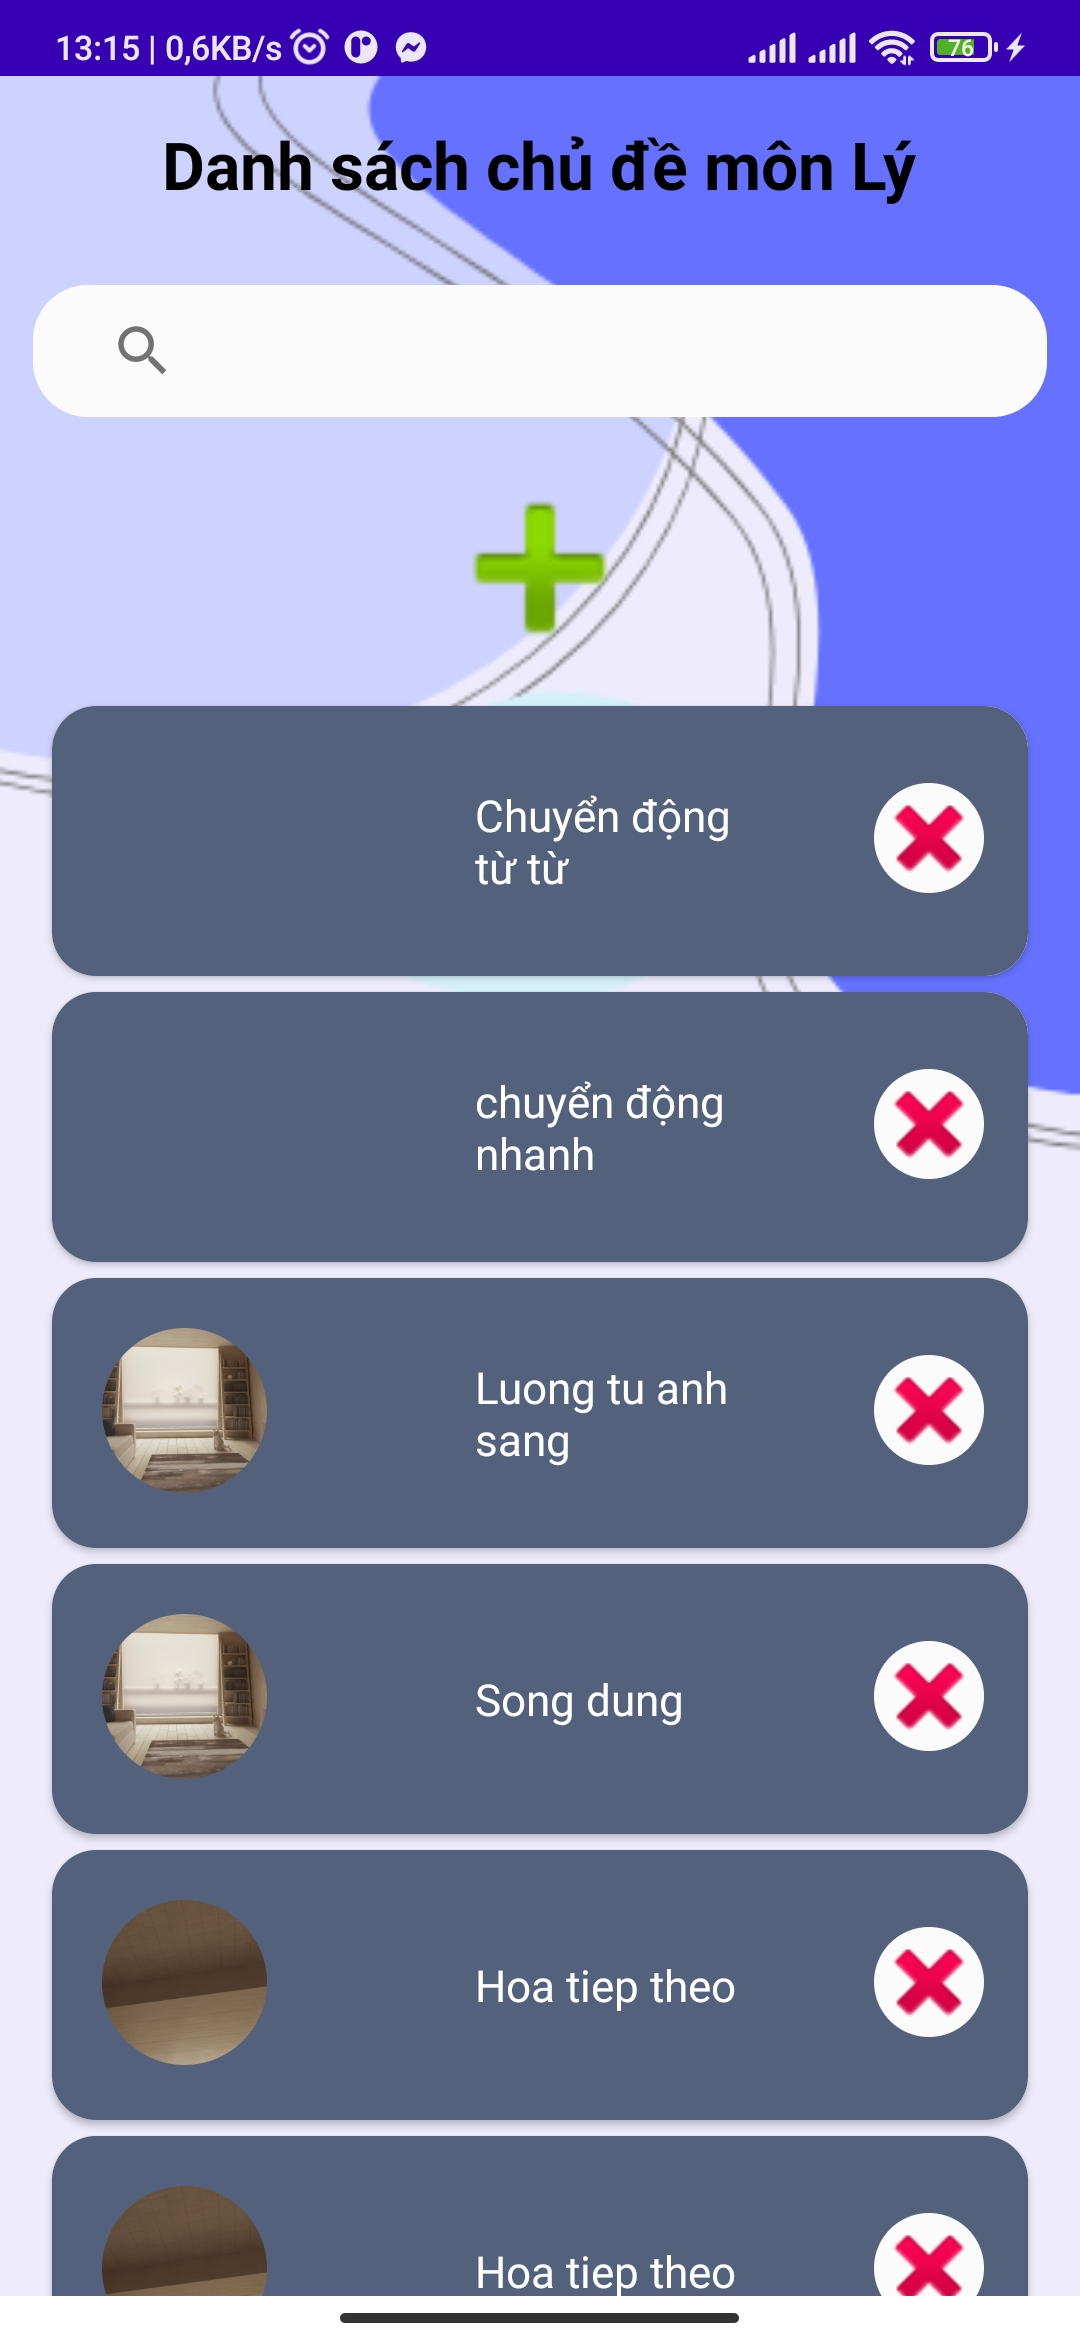 13:15 | 0,6KB/s
76
Danh sách chủ đề môn Lý
Chuyển động
từ từ
chuyển động
nhanh
Luong tu anh
sang
Song dung
Hoa tiep theo
Hoa tiep theo